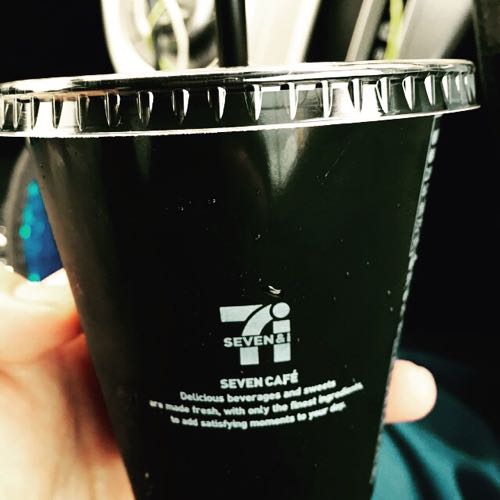 7i
SEVEN&i
SEVEN CAFÉ
Delicious beverages and sweets
are made fresh, with only the finest ingredients
to add satisfying moments to your day.